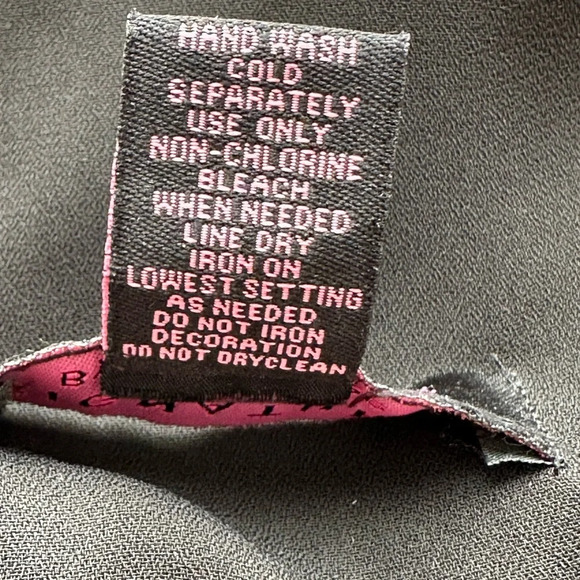 HAND WASH
COLD
SEPARATELY
USE ONLY
NON-CHLORINE
BLEACH
WHEN NEEDED
LINE DRY
IRON ON
LOWEST SETTING
AS NEEDED
DO NOT IRON
DECORATION
DO NOT DRYCLEAN